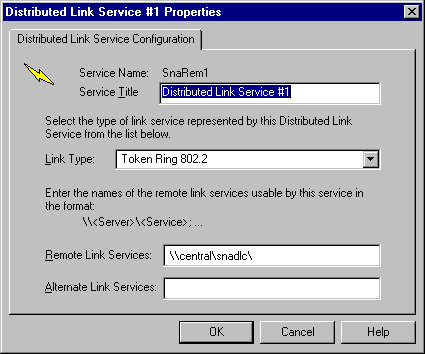 Distributed Link Service #1 Properties
Distributed Link Service Configuration
Service Name: SnaRem1
Service Title Distributed Link Service #1
Select the type of link service represented by this Distributed Link
Service from the list below.
Link Type: Token Ring 802.2
Enter the names of the remote link services usable by this service in
the format:
\\<Server>\<Service>; ...
Remote Link Services: \\central\snadlc\
Alternate Link Services:
OK Cancel Help